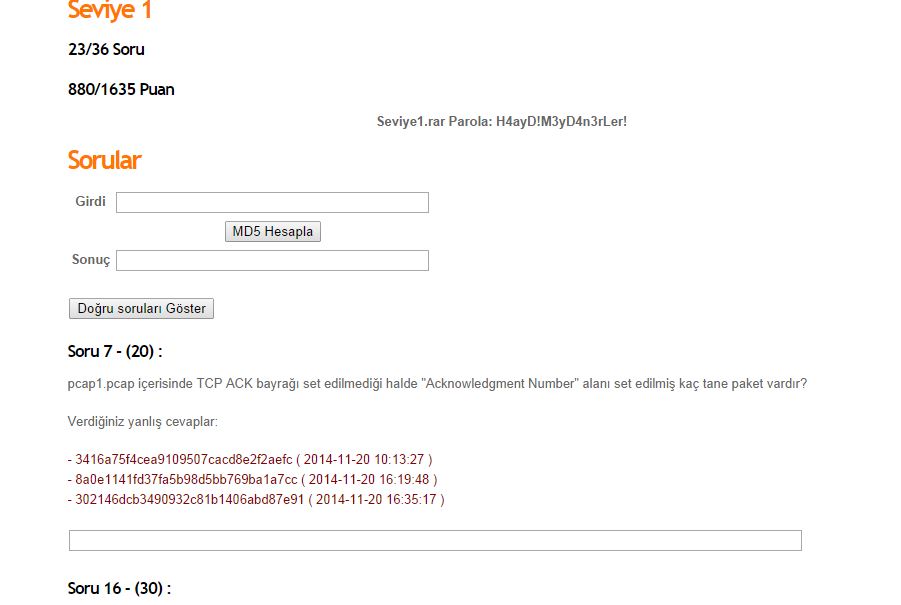 Seviye 1
23/36 Soru
880/1635 Puan
Seviye1.rar Parola: H4ayD!M3yD4n3rLer!
Sorular
Girdi
MD5 Hesapla
Sonuç
Doğru soruları Göster
Soru 7 - (20) :
pcap1.pcap içerisinde TCP ACK bayrağı set edilmediği halde "Acknowledgment Number" alanı set edilmiş kaç tane paket vardır?
Verdiğiniz yanlış cevaplar:
- 3416a75f4cea9109507cacd8e2f2aefc ( 2014-11-20 10:13:27 )
- 8a0e1141fd37fa5b98d5bb769ba1a7cc ( 2014-11-20 16:19:48 )
- 302146dcb3490932c81b1406abd87e91 ( 2014-11-20 16:35:17 )
Soru 16 - (30) :